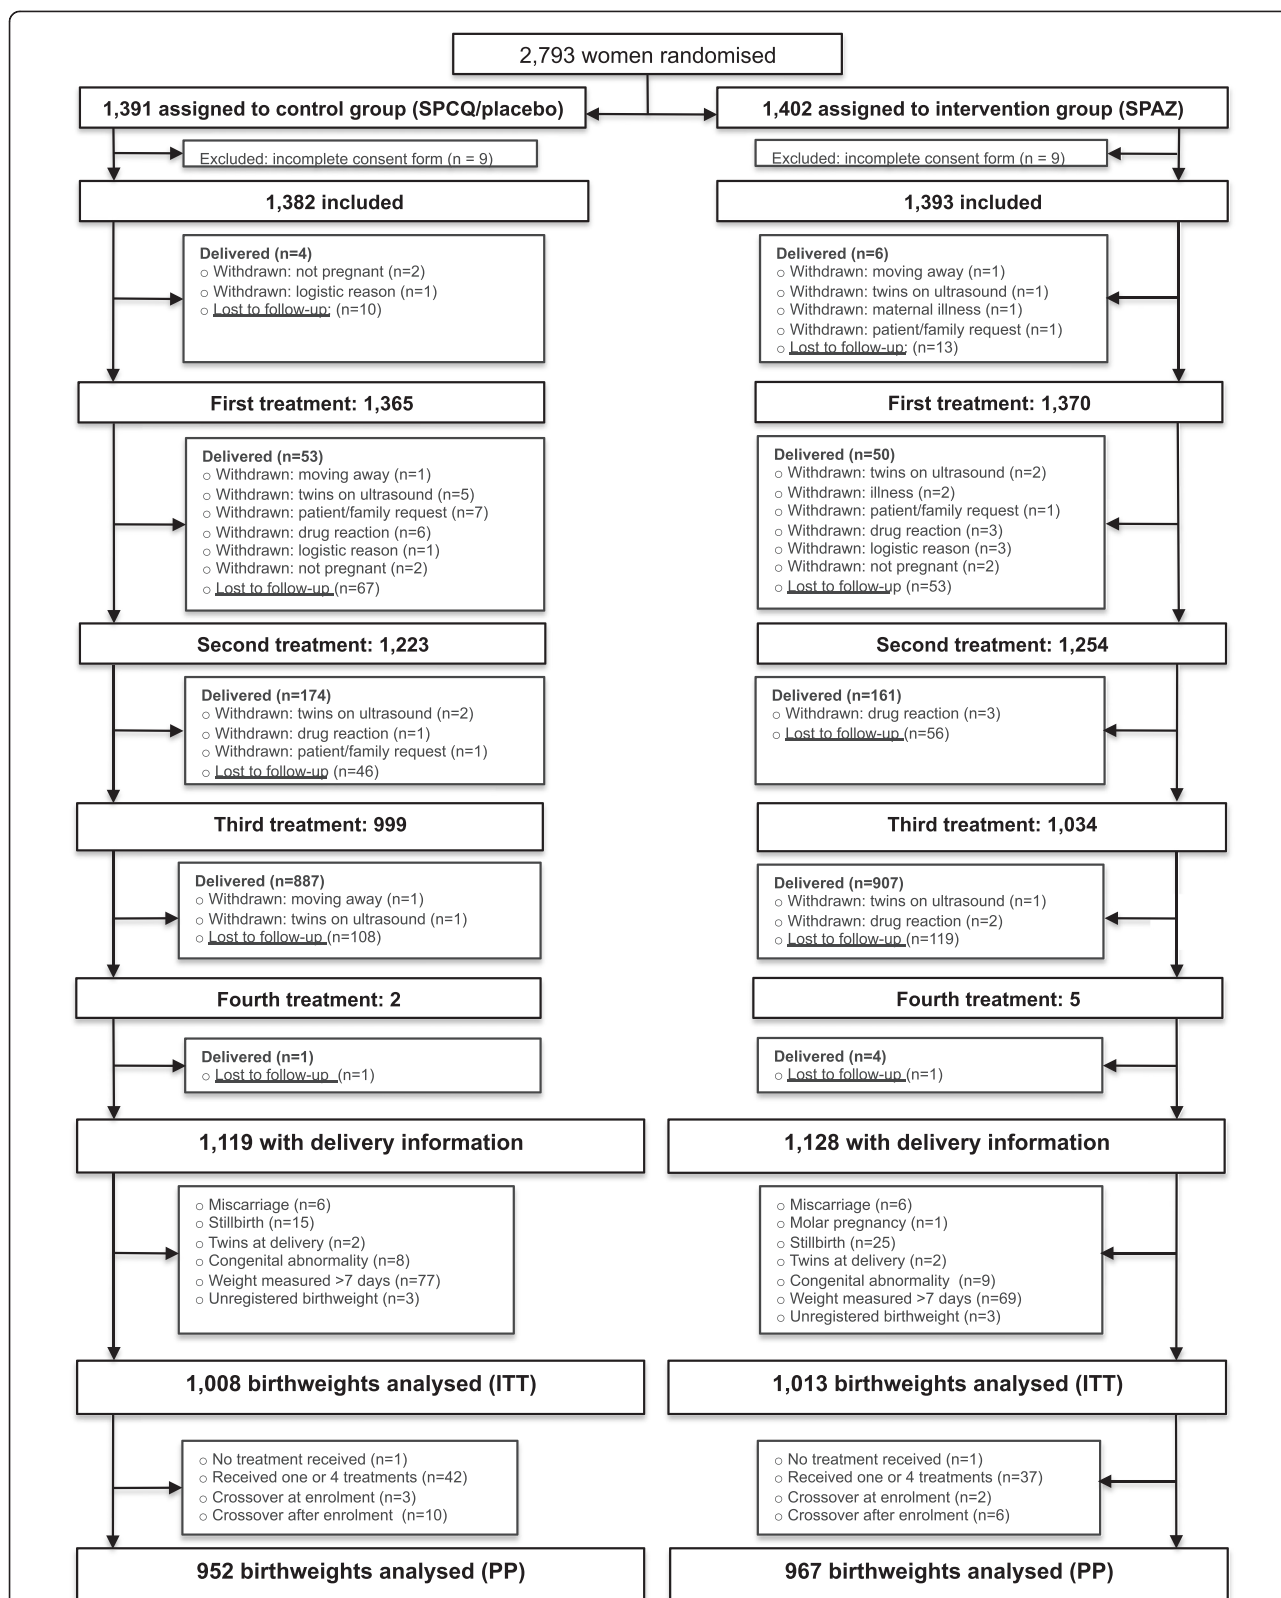 2,793 women randomised
1,391 assigned to control group (SPCQ/placebo)
1,402 assigned to intervention group (SPAZ)
Excluded: incomplete consent form (n = 9)
Excluded: incomplete consent form (n = 9)
1,382 included
1,393 included
Delivered (n=4)
○ Withdrawn: not pregnant (n=2)
○ Withdrawn: logistic reason (n=1)
○ Lost to follow-up: (n=10)
Delivered (n=6)
○ Withdrawn: moving away (n=1)
○ Withdrawn: twins on ultrasound (n=1)
○ Withdrawn: maternal illness (n=1)
○ Withdrawn: patient/family request (n=1)
○ Lost to follow-up: (n=13)
First treatment: 1,365
First treatment: 1,370
Delivered (n=53)
○ Withdrawn: moving away (n=1)
○ Withdrawn: twins on ultrasound (n=5)
○ Withdrawn: patient/family request (n=7)
○ Withdrawn: drug reaction (n=6)
○ Withdrawn: logistic reason (n=1)
○ Withdrawn: not pregnant (n=2)
○ Lost to follow-up (n=67)
Delivered (n=50)
○ Withdrawn: twins on ultrasound (n=2)
○ Withdrawn: illness (n=2)
○ Withdrawn: patient/family request (n=1)
○ Withdrawn: drug reaction (n=3)
○ Withdrawn: logistic reason (n=3)
○ Withdrawn: not pregnant (n=2)
○ Lost to follow-up (n=53)
Second treatment: 1,223
Second treatment: 1,254
Delivered (n=174)
○ Withdrawn: twins on ultrasound (n=2)
○ Withdrawn: drug reaction (n=1)
○ Withdrawn: patient/family request (n=1)
○ Lost to follow-up (n=46)
Delivered (n=161)
○ Withdrawn: drug reaction (n=3)
○ Lost to follow-up (n=56)
Third treatment: 999
Third treatment: 1,034
Delivered (n=887)
○ Withdrawn: moving away (n=1)
○ Withdrawn: twins on ultrasound (n=1)
○ Lost to follow-up (n=108)
Delivered (n=907)
○ Withdrawn: twins on ultrasound (n=1)
○ Withdrawn: drug reaction (n=2)
○ Lost to follow-up (n=119)
Fourth treatment: 2
Fourth treatment: 5
Delivered (n=1)
○ Lost to follow-up (n=1)
Delivered (n=4)
○ Lost to follow-up (n=1)
1,119 with delivery information
1,128 with delivery information
○ Miscarriage (n=6)
○ Stillbirth (n=15)
○ Twins at delivery (n=2)
○ Congenital abnormality (n=8)
○ Weight measured >7 days (n=77)
○ Unregistered birthweight (n=3)
○ Miscarriage (n=6)
○ Molar pregnancy (n=1)
○ Stillbirth (n=25)
○ Twins at delivery (n=2)
○ Congenital abnormality (n=9)
○ Weight measured >7 days (n=69)
○ Unregistered birthweight (n=3)
1,008 birthweights analysed (ITT)
1,013 birthweights analysed (ITT)
○ No treatment received (n=1)
○ Received one or 4 treatments (n=42)
○ Crossover at enrolment (n=3)
○ Crossover after enrolment (n=10)
○ No treatment received (n=1)
○ Received one or 4 treatments (n=37)
○ Crossover at enrolment (n=2)
○ Crossover after enrolment (n=6)
952 birthweights analysed (PP)
967 birthweights analysed (PP)